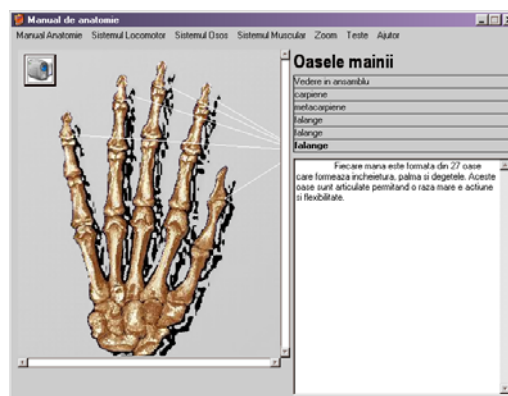 Manual de anatomie
Manual Anatomie Sistemul Locomotor Sistemul Osos Sistemul Muscular Zoom Teste Ajutor
Oasele mainii
Vedere in ansamblu
carpiene
metacarpiene
falange
falange
falange
Fiecare mana este formata din 27 oase
care formeaza incheietura, palma si degetele. Aceste
oase sunt articulate permitand o raza mare e actiune
si flexibilitate.